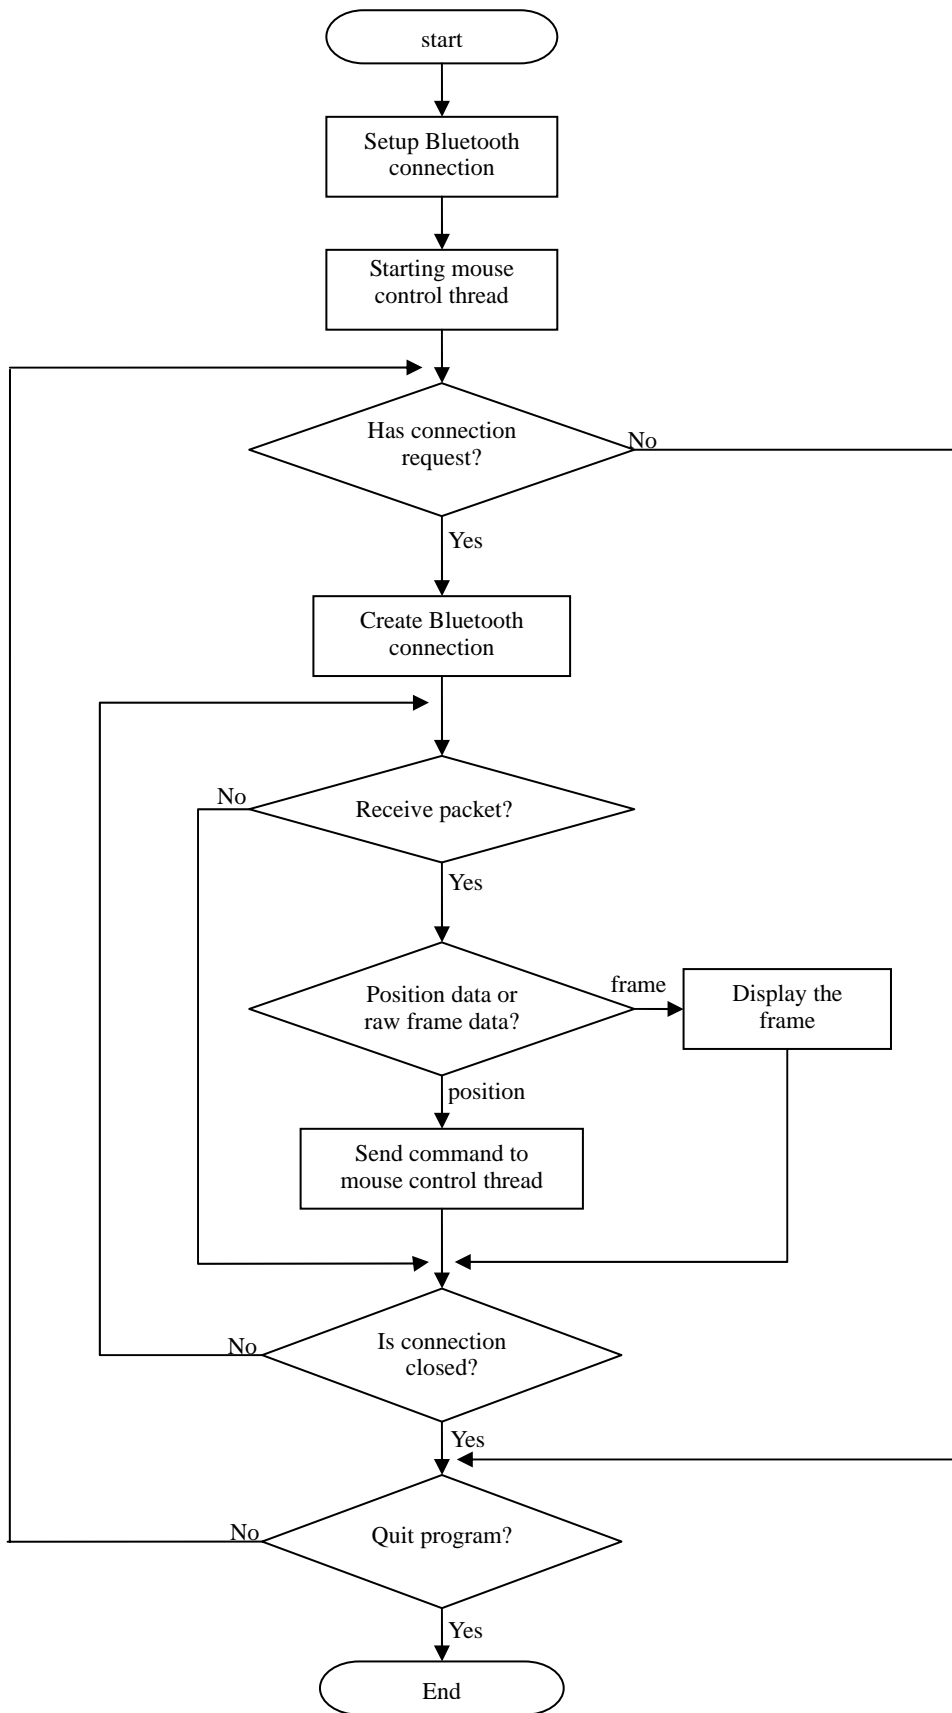 start
Setup Bluetooth
connection
Starting mouse
control thread
Has connection
request?
No
Yes
Create Bluetooth
connection
No
Receive packet?
Yes
Position data or
raw frame data?
frame
Display the
frame
position
Send command to
mouse control thread
No
Is connection
closed?
Yes
No
Quit program?
Yes
End